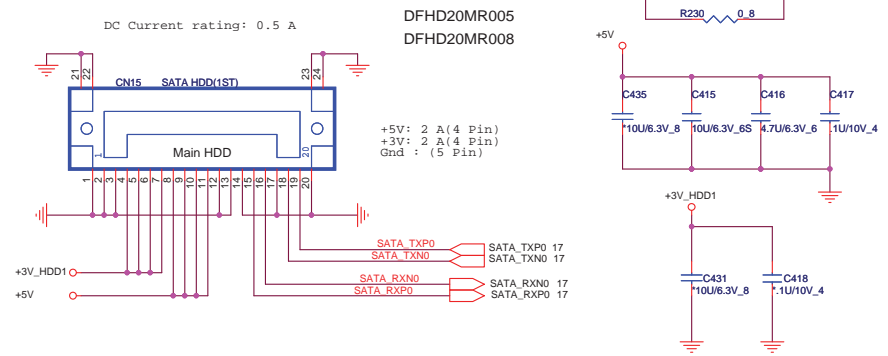 DC Current rating: 0.5 A
DFHD20MR005
DFHD20MR008
R230 0_8
+5V
21 22 23 24
CN15 SATA HDD(1ST)
C435 C415 C416 C417
*10U/6.3V_8 10U/6.3V_6S 4.7U/6.3V_6 .1U/10V_4
+5V: 2 A(4 Pin)
+3V: 2 A(4 Pin)
Gnd : (5 Pin)
Main HDD
1 20
1 2 3 4 5 6 7 8 9 10 11 12 13 14 15 16 17 18 19 20
+3V_HDD1
SATA_TXP0 SATA_TXP0 17
SATA_TXN0 SATA_TXN0 17
+3V_HDD1
SATA_RXN0 SATA_RXN0 17
+5V
SATA_RXP0 SATA_RXP0 17
C431 C418
*10U/6.3V_8 *.1U/10V_4